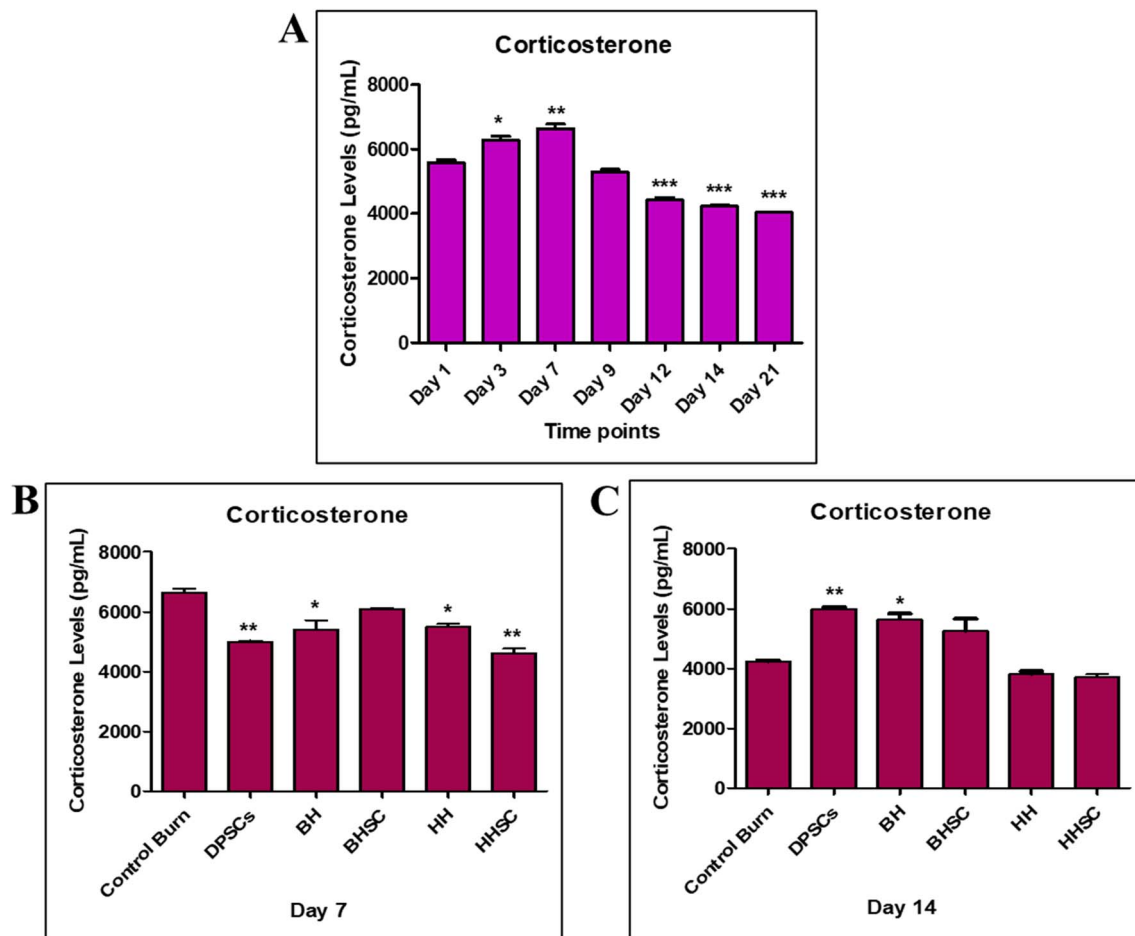 A
Corticosterone
Corticosterone Levels (pg/mL)
8000
6000
4000
2000
0
*
**
***
***
***
Day 1
Day 3
Day 7
Day 9
Day 12
Day 14
Day 21
Time points
B
Corticosterone
Corticosterone Levels (pg/mL)
8000
6000
4000
2000
0
**
*
*
**
Control Burn
DPSCs
BH
BHSC
HH
HHSC
Day 7
C
Corticosterone
Corticosterone Levels (pg/mL)
8000
6000
4000
2000
0
**
*
Control Burn
DPSCs
BH
BHSC
HH
HHSC
Day 14